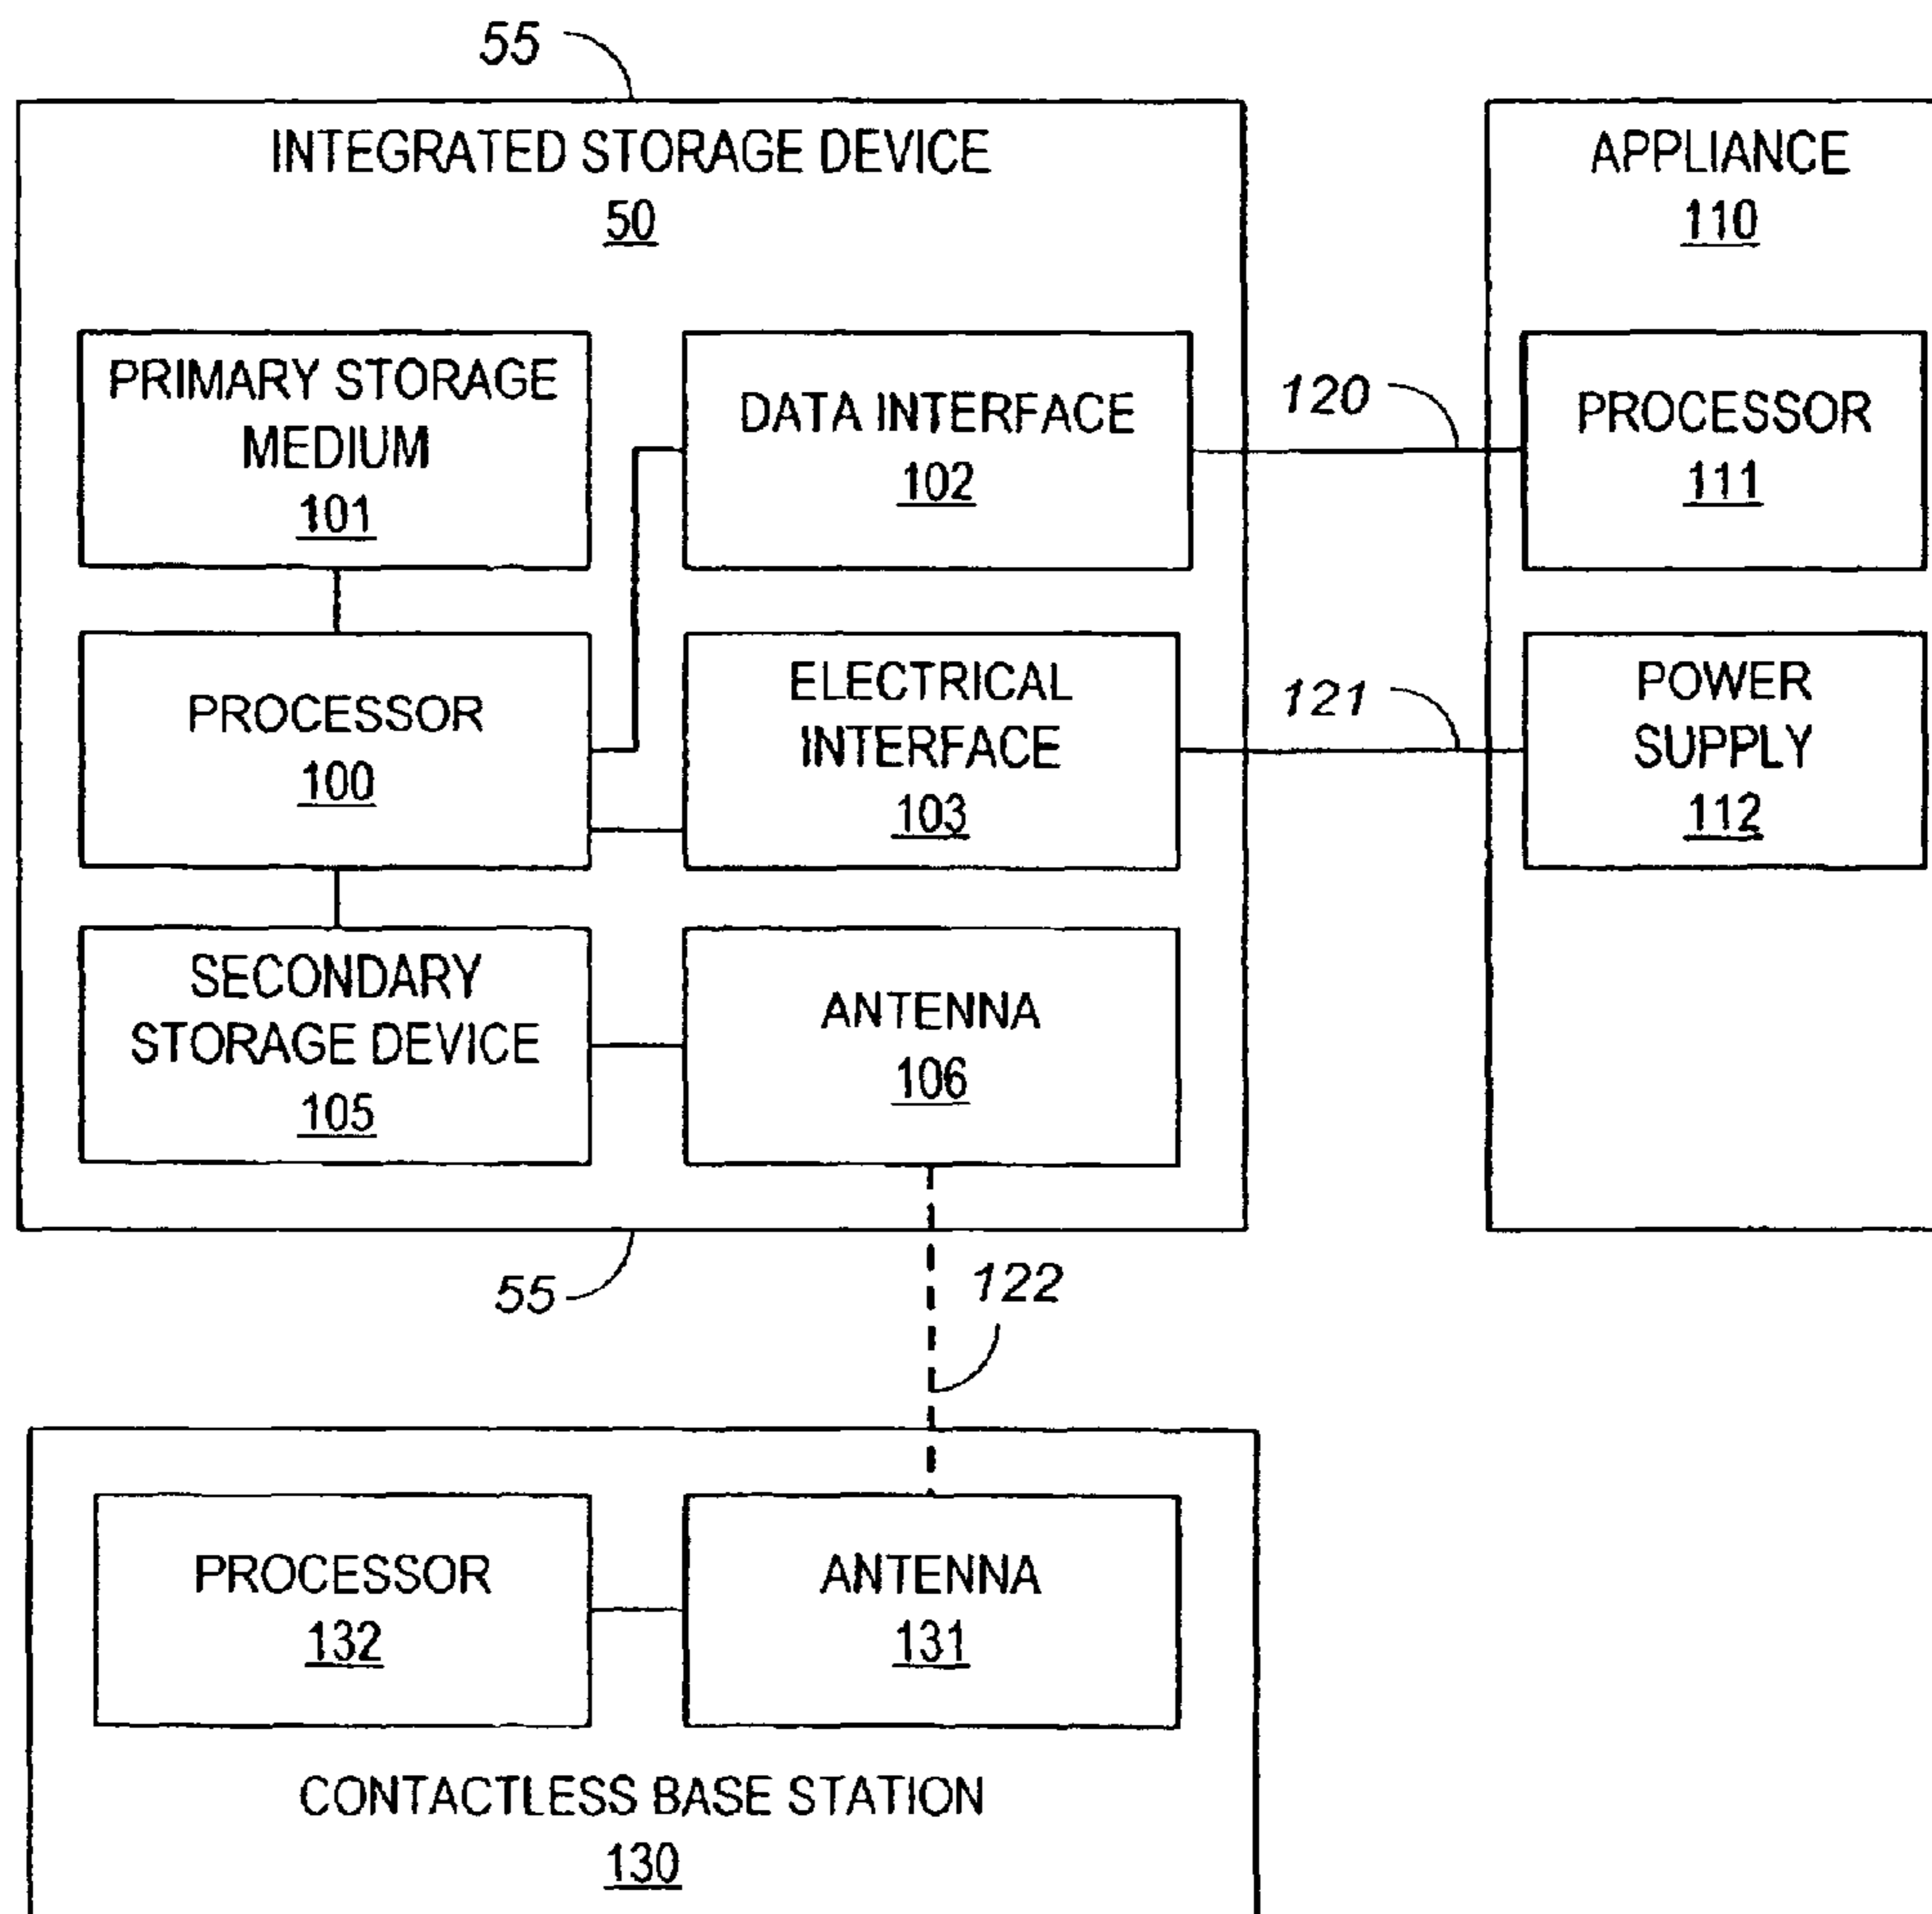 55
INTEGRATED STORAGE DEVICE
50
APPLIANCE
110
PRIMARY STORAGE
MEDIUM
101
DATA INTERFACE
102
120
PROCESSOR
111
PROCESSOR
100
ELECTRICAL
INTERFACE
103
121
POWER
SUPPLY
112
SECONDARY
STORAGE DEVICE
105
ANTENNA
106
55
122
PROCESSOR
132
ANTENNA
131
CONTACTLESS BASE STATION
130